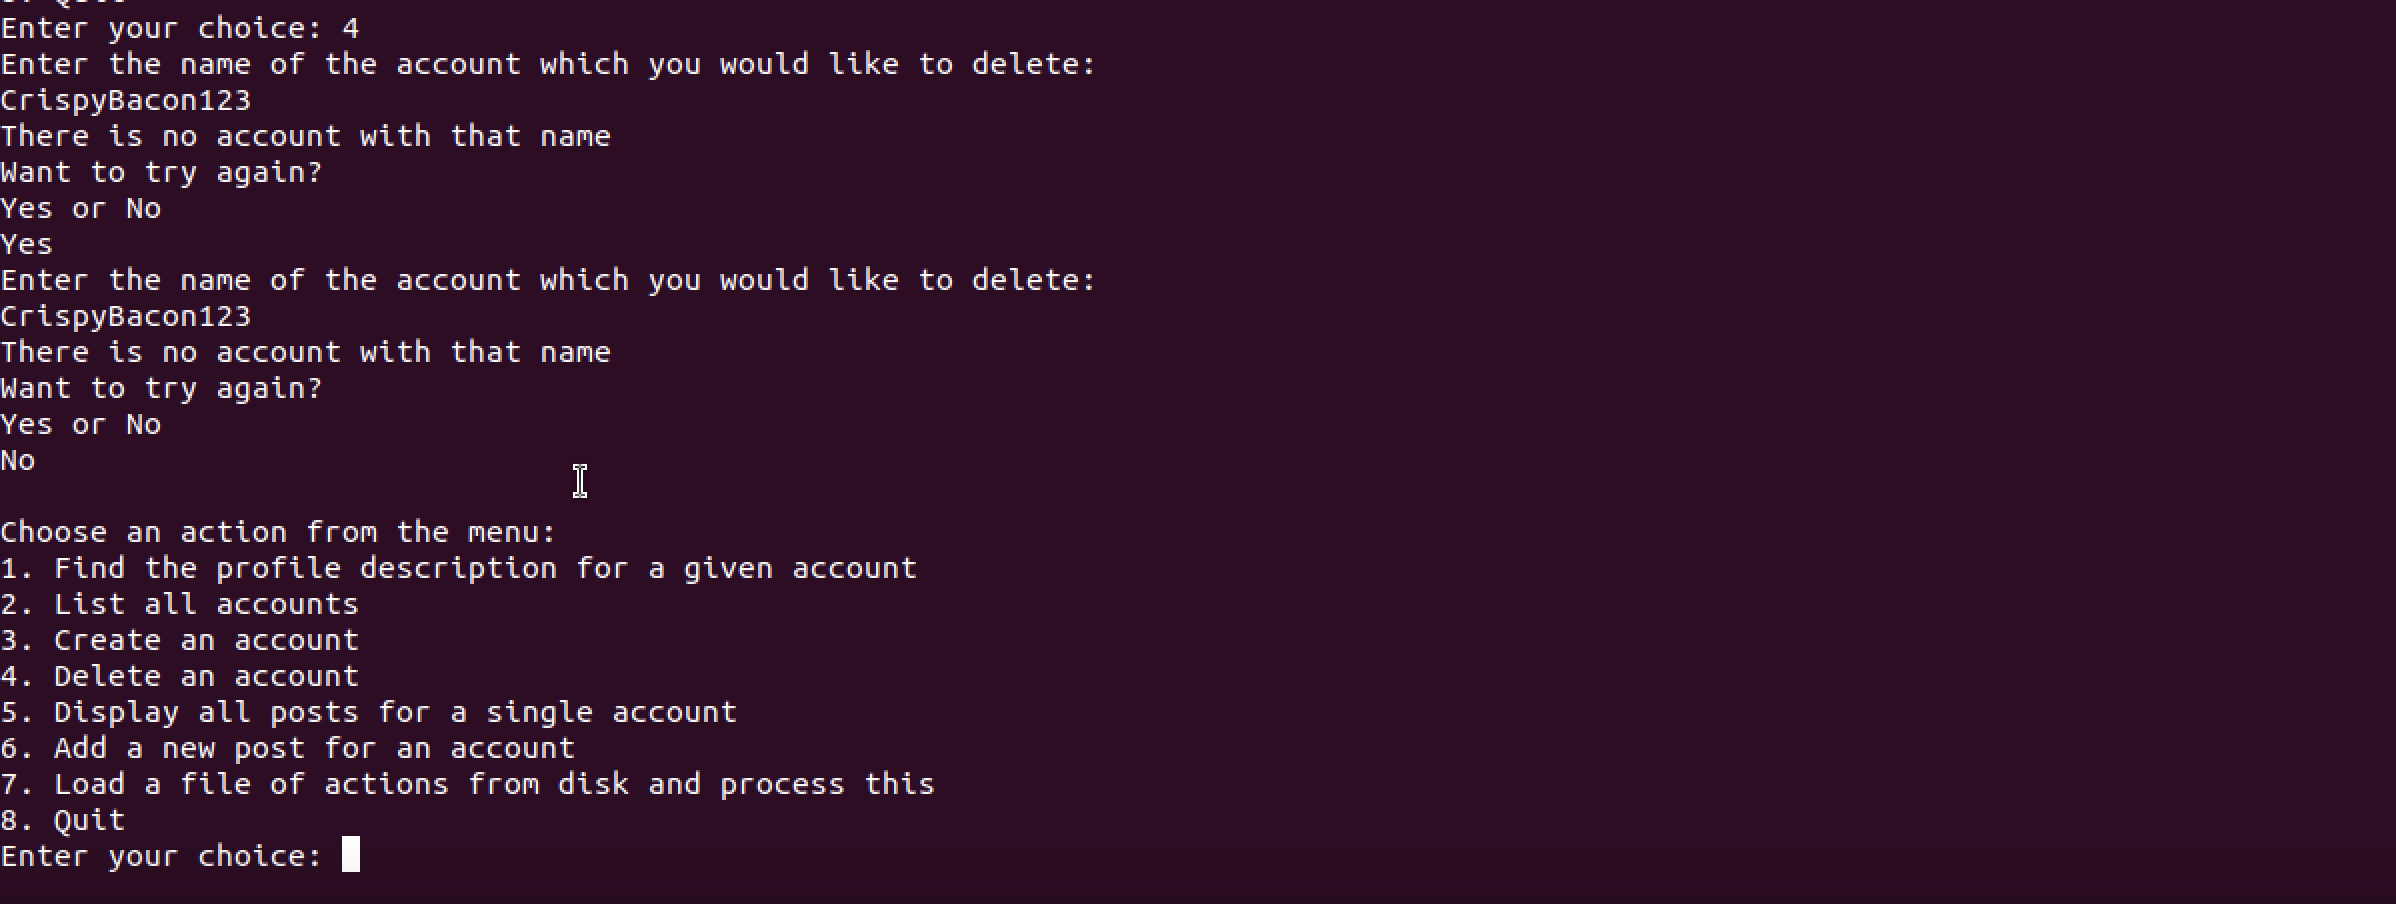 Enter your choice: 4
Enter the name of the account which you would like to delete:
CrispyBacon123
There is no account with that name
Want to try again?
Yes or No
Yes
Enter the name of the account which you would like to delete:
CrispyBacon123
There is no account with that name
Want to try again?
Yes or No
No
Choose an action from the menu:
1. Find the profile description for a given account
2. List all accounts
3. Create an account
4. Delete an account
5. Display all posts for a single account
6. Add a new post for an account
7. Load a file of actions from disk and process this
8. Quit
Enter your choice: